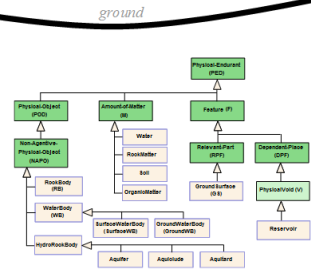 ground
Physical-Endurant
(PED)
Physical-Object
(POD)
Amount-of-Matter
(M)
Feature (F)
Non-Agentive-
Physical-Object
(NAPO)
Water
RockMatter
Soil
OrganicMatter
Relevant-Part
(RPF)
Dependent-Place
(DPF)
RockBody
(RB)
GroundSurface
(GS)
PhysicalVoid (V)
WaterBody
(WB)
SurfaceWaterBody
(SurfaceWB)
GroundWaterBody
(GroundWB)
Reservoir
HydroRockBody
Aquifer
Aquiclude
Aquitard